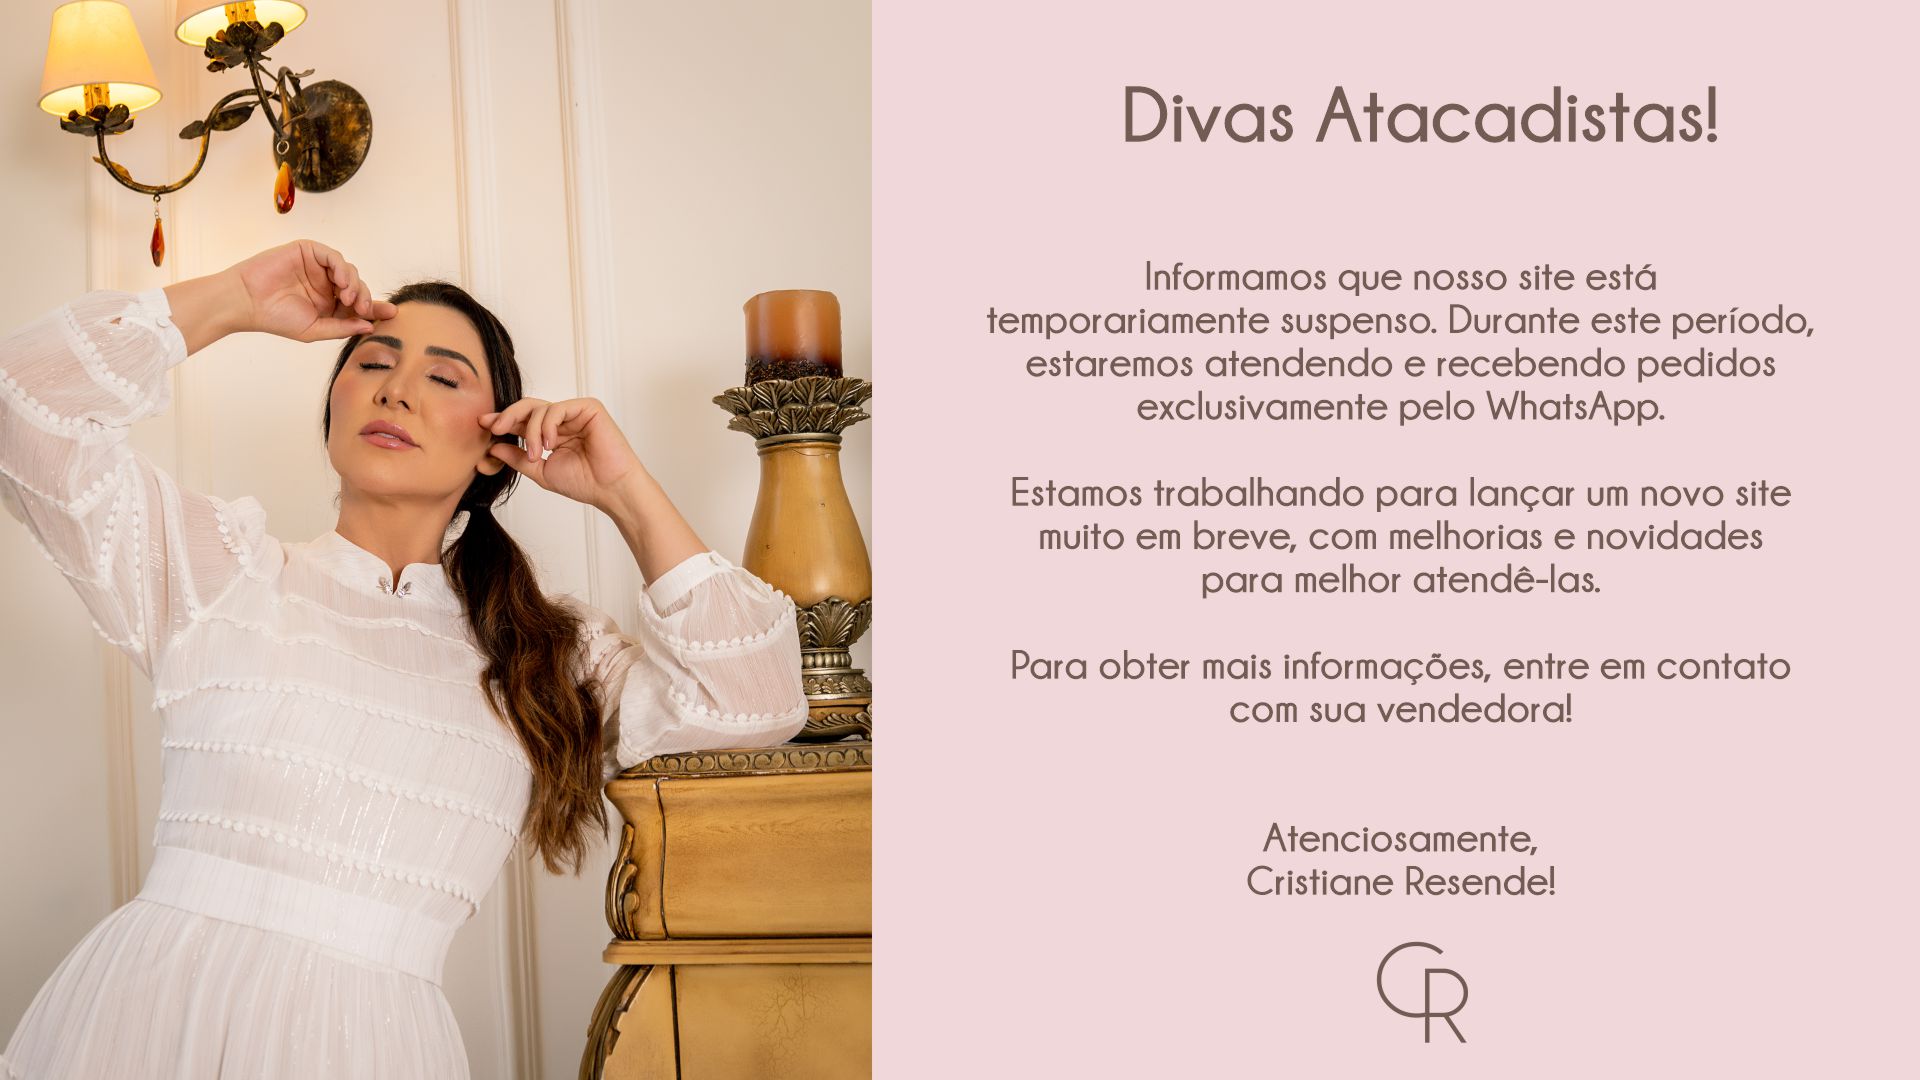 Divas Atacadistas!
Informamos que nosso site está
temporariamente suspenso. Durante este período,
estaremos atendendo e recebendo pedidos
exclusivamente pelo WhatsApp.
Estamos trabalhando para lançar um novo site
muito em breve, com melhorias e novidades
para melhor atendê-las.
Para obter mais informações, entre em contato
com sua vendedora!
Atenciosamente,
Cristiane Resende!
CR